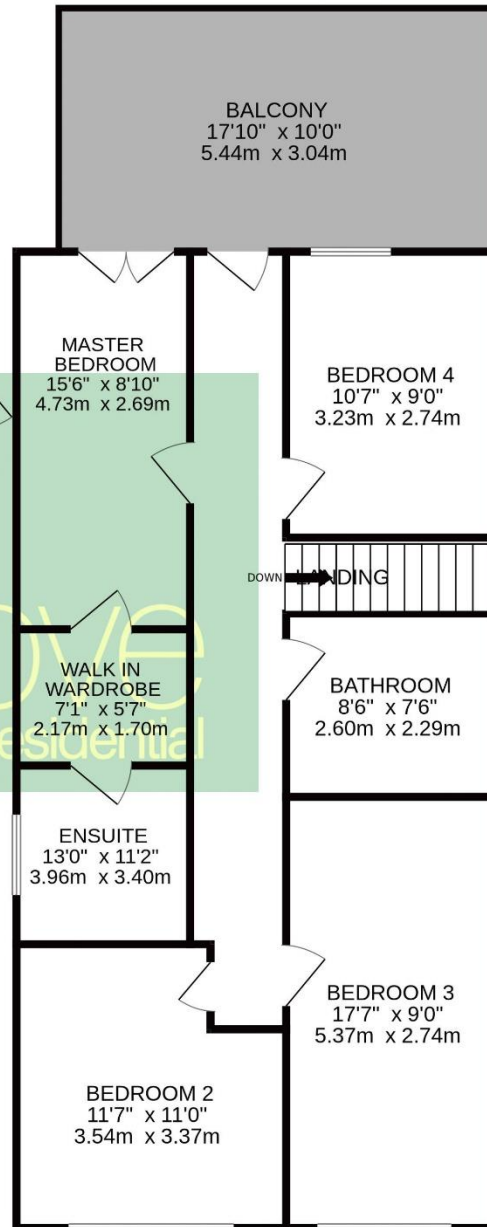 BALCONY
17'10" x 10'0"
5.44m x 3.04m
MASTER
BEDROOM
15'6" x 8'10"
4.73m x 2.69m
BEDROOM 4
10'7" x 9'0"
3.23m x 2.74m
DOWN
LANDING
WALK IN
WARDROBE
7'1" x 5'7"
2.17m x 1.70m
BATHROOM
8'6" x 7'6"
2.60m x 2.29m
ENSUITE
13'0" x 11'2"
3.96m x 3.40m
BEDROOM 3
17'7" x 9'0"
5.37m x 2.74m
BEDROOM 2
11'7" x 11'0"
3.54m x 3.37m
ove
esidential